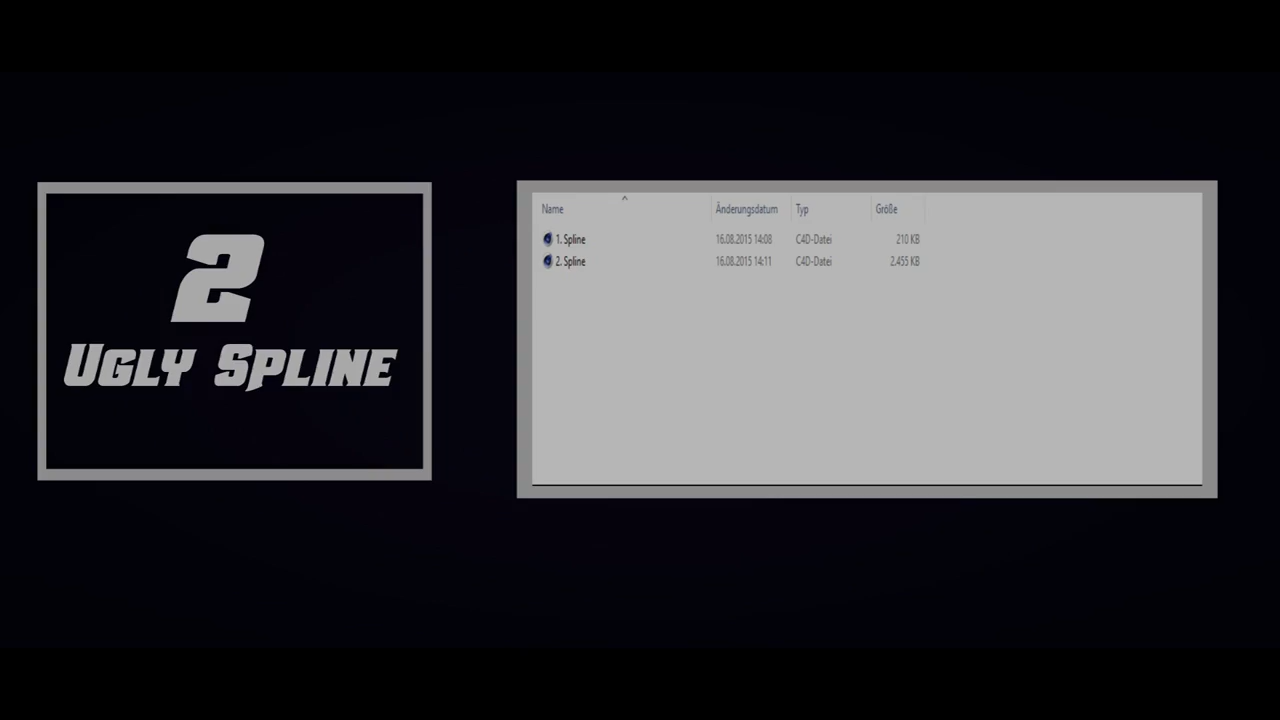 2
Ugly Spline
Name Änderungsdatum Typ Größe
1. Spline 16.08.2015 14:08 C4D-Datei 210 KB
2. Spline 16.08.2015 14:11 C4D-Datei 2.455 KB